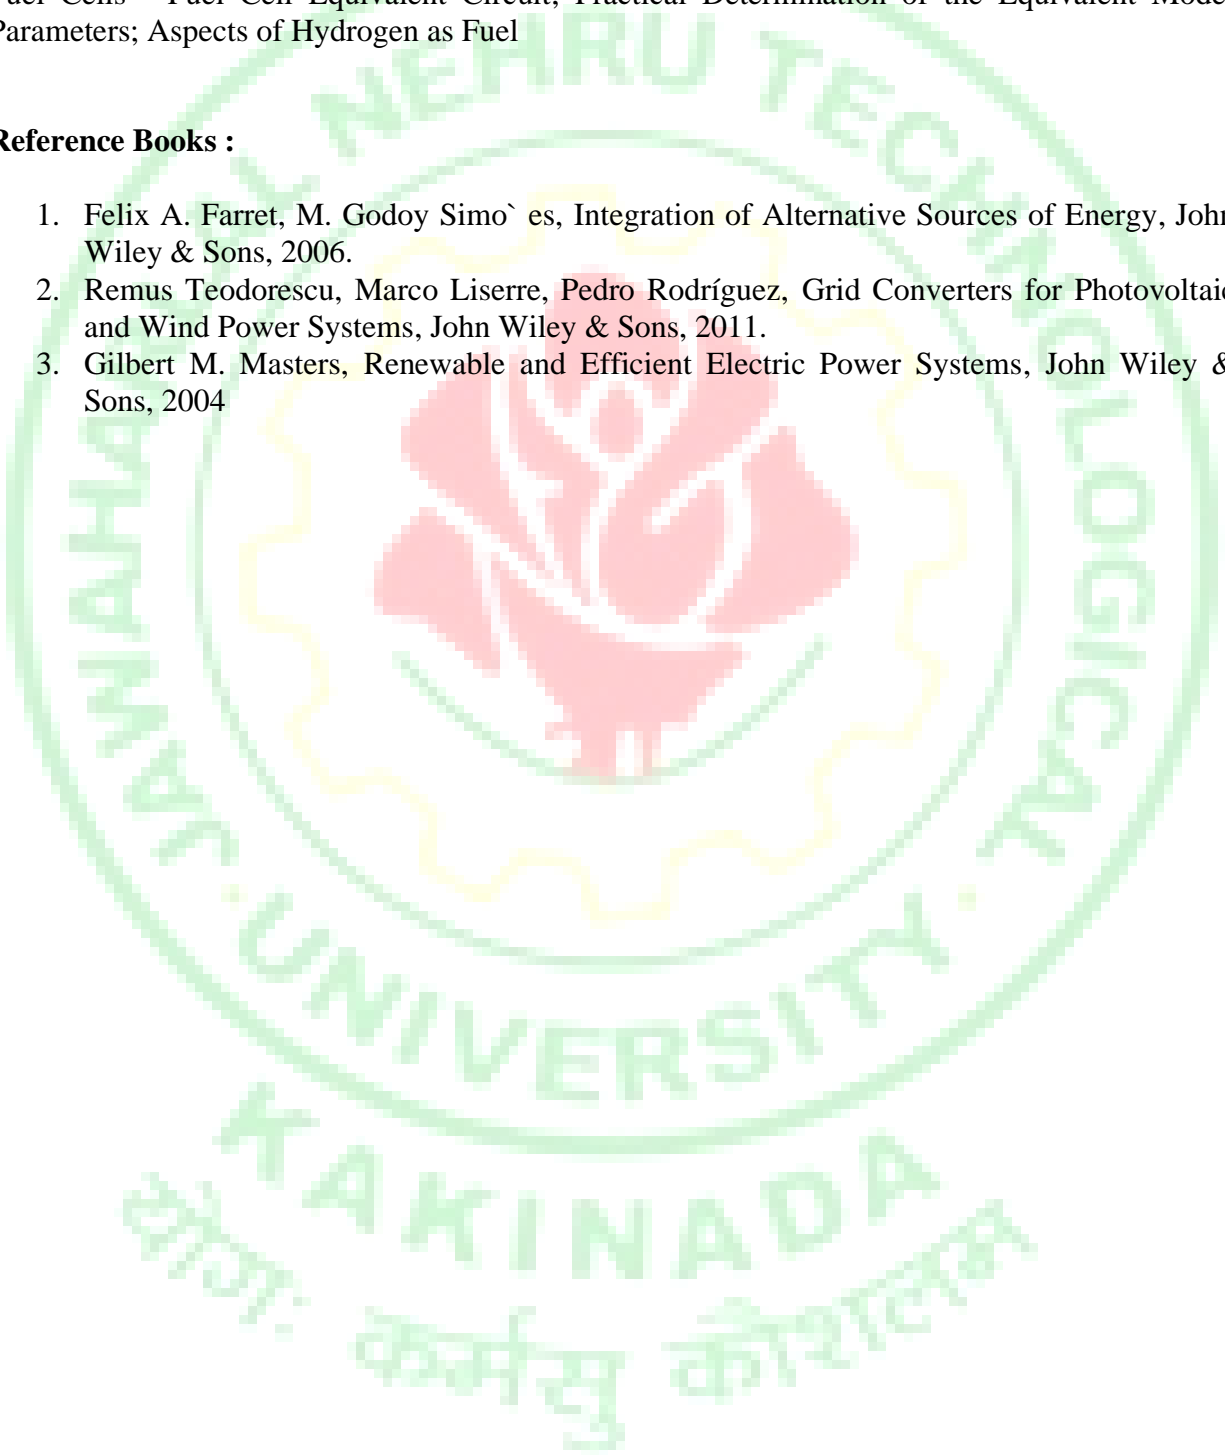 Fuel Cells – Fuel Cell Equivalent Circuit; Practical Determination of the Equivalent Model
Parameters; Aspects of Hydrogen as Fuel
Reference Books :
1. Felix A. Farret, M. Godoy Simo` es, Integration of Alternative Sources of Energy, John
Wiley & Sons, 2006.
2. Remus Teodorescu, Marco Liserre, Pedro Rodríguez, Grid Converters for Photovoltaic
and Wind Power Systems, John Wiley & Sons, 2011.
3. Gilbert M. Masters, Renewable and Efficient Electric Power Systems, John Wiley &
Sons, 2004
JAWAHARLAL NEHRU TECHNOLOGICAL
UNIVERSITY
KAKINADA
योगः कर्मसु कौशलम्